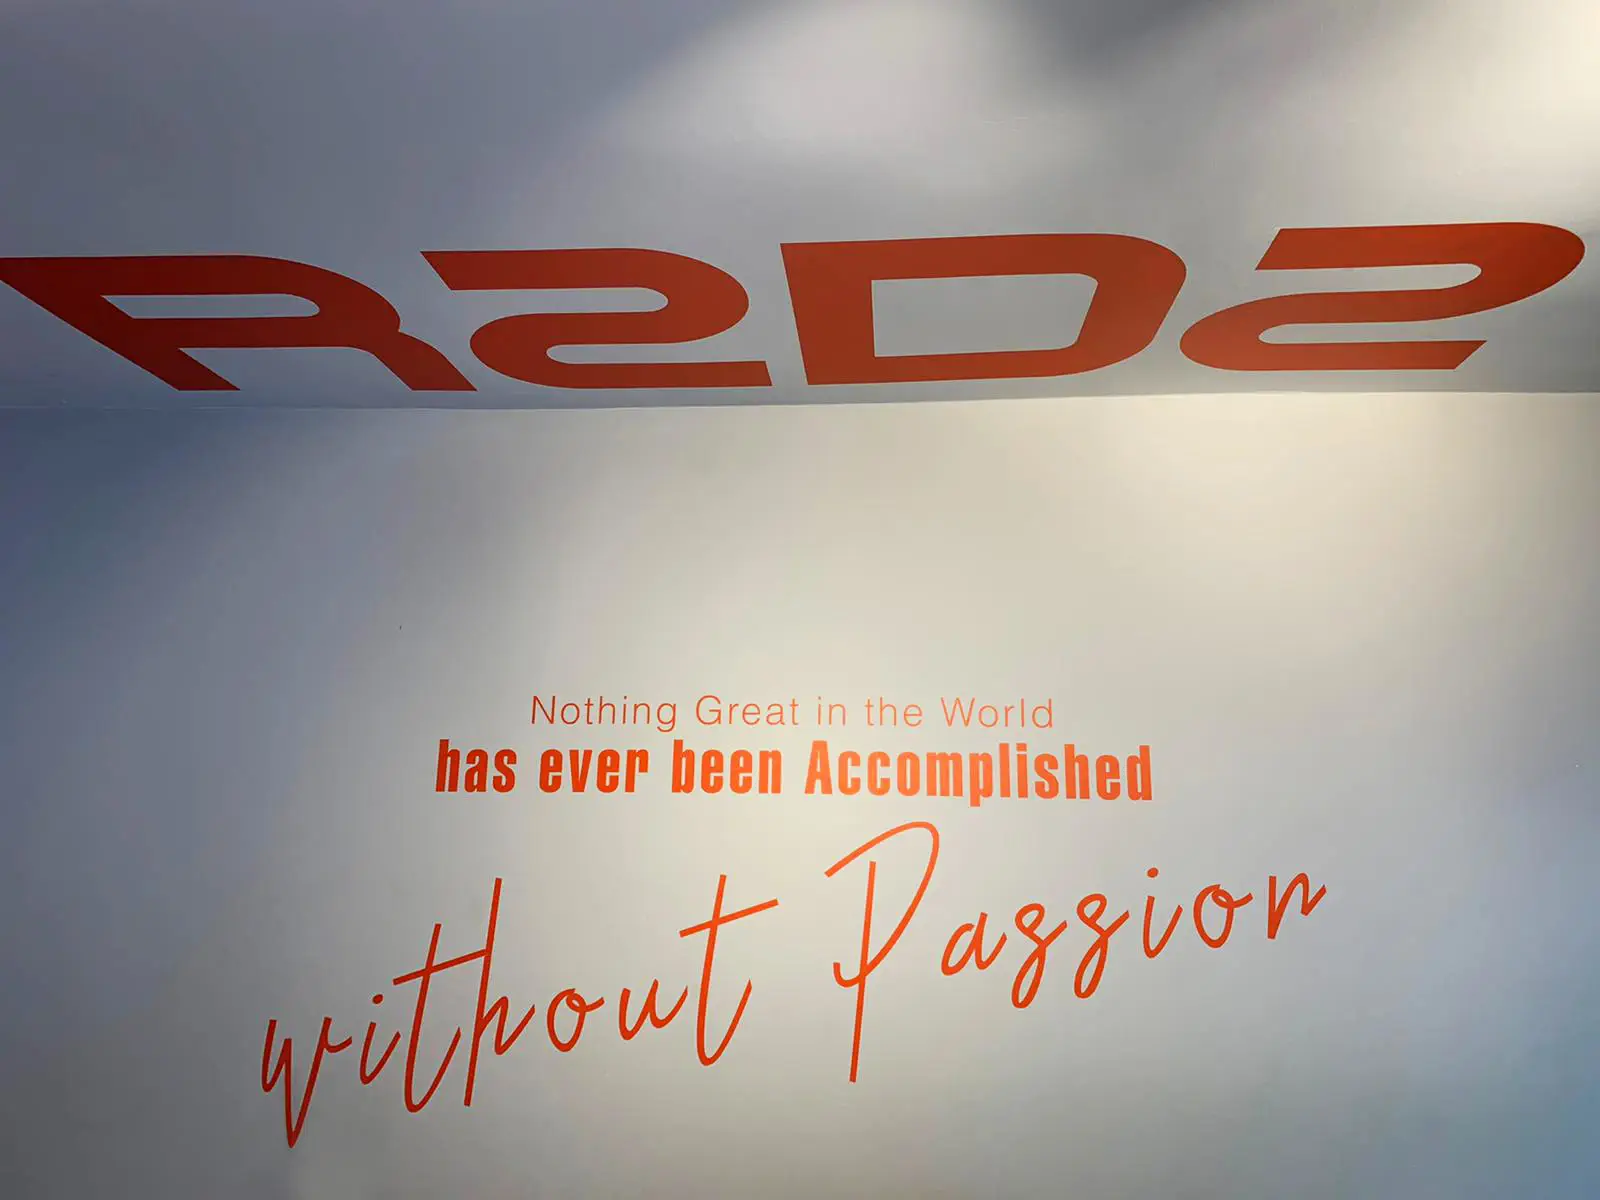 R2D2
Nothing Great in the World
has ever been Accomplished
without Passion